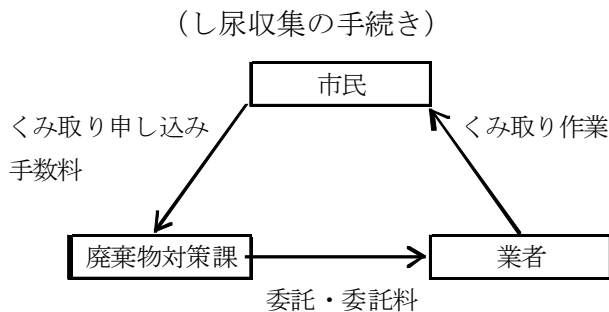 （し尿収集の手続き）
市民
くみ取り申し込み
手数料
くみ取り作業
廃棄物対策課
業者
委託・委託料